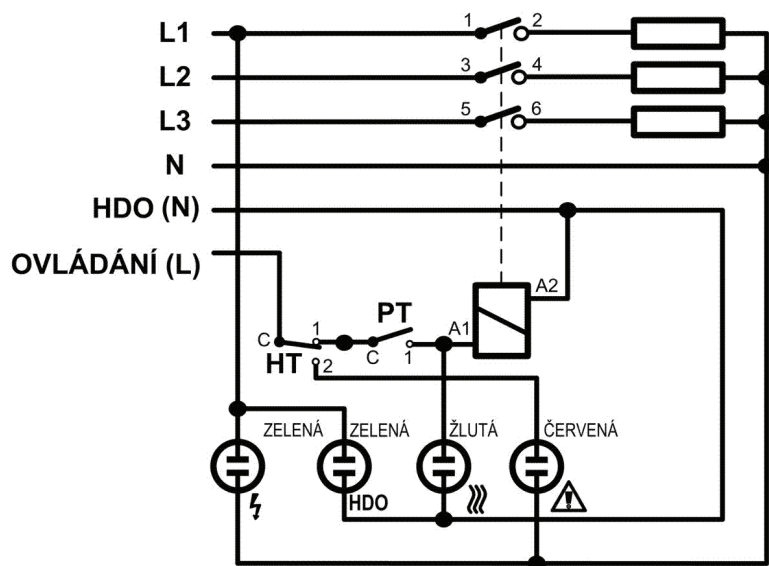 L1 1 2
L2 3 4
L3 5 6
N
HDO (N)
OVLÁDÁNÍ (L)
A2
PT A1
C 1 C 1
HT 2
ZELENÁ ZELENÁ ŽLUTÁ ČERVENÁ
HDO